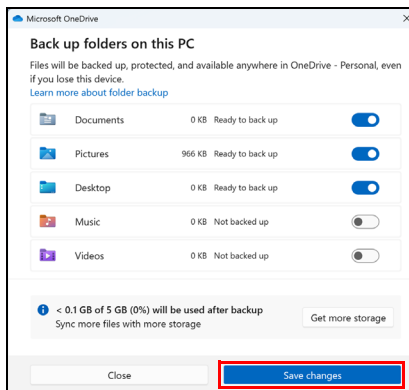 Microsoft OneDrive
Back up folders on this PC
Files will be backed up, protected, and available anywhere in OneDrive - Personal, even
if you lose this device.
Learn more about folder backup
Documents 0 KB Ready to back up
Pictures 966 KB Ready to back up
Desktop 0 KB Ready to back up
Music 0 KB Not backed up
Videos 0 KB Not backed up
< 0.1 GB of 5 GB (0%) will be used after backup
Sync more files with more storage
Get more storage
Close Save changes